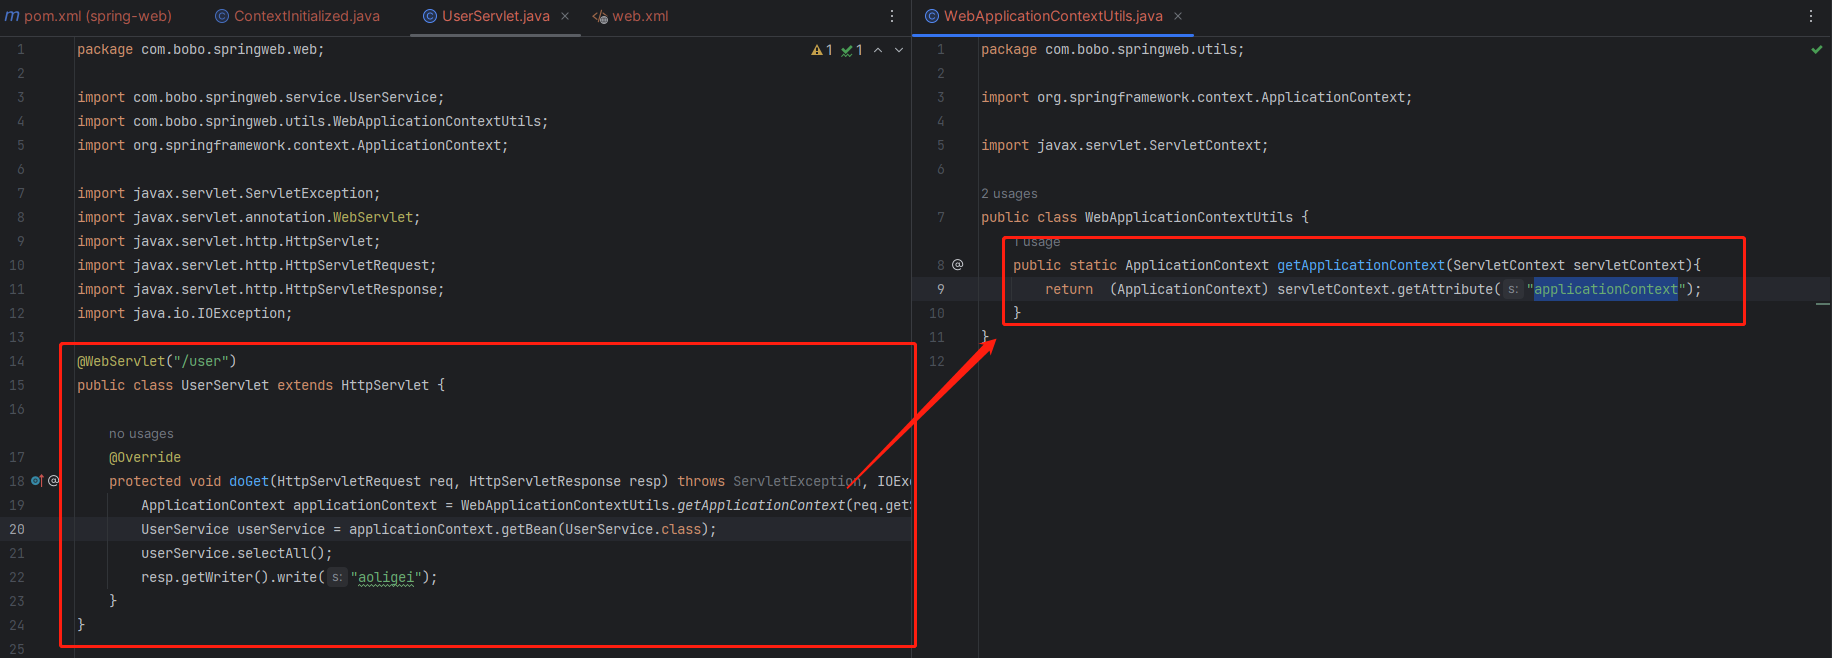 pom.xml (spring-web) ContextInitialized.java UserServlet.java web.xml
1 package com.bobo.springweb.web;
1 1
2
3 import com.bobo.springweb.service.UserService;
4 import com.bobo.springweb.utils.WebApplicationContextUtils;
5 import org.springframework.context.ApplicationContext;
6
7 import javax.servlet.ServletException;
8 import javax.servlet.annotation.WebServlet;
9 import javax.servlet.http.HttpServlet;
10 import javax.servlet.http.HttpServletRequest;
11 import javax.servlet.http.HttpServletResponse;
12 import java.io.IOException;
13
14 @WebServlet("/user")
15 public class UserServlet extends HttpServlet {
16
no usages
17 @Override
18 protected void doGet(HttpServletRequest req, HttpServletResponse resp) throws ServletException, IOExc
19 ApplicationContext applicationContext = WebApplicationContextUtils.getApplicationContext(req.getS
20 UserService userService = applicationContext.getBean(UserService.class);
21 userService.selectAll();
22 resp.getWriter().write( s: "aoligei");
23 }
24 }
25
WebApplicationContextUtils.java
1 package com.bobo.springweb.utils;
2
3 import org.springframework.context.ApplicationContext;
4
5 import javax.servlet.ServletContext;
6
2 usages
7 public class WebApplicationContextUtils {
1 usage
8 public static ApplicationContext getApplicationContext(ServletContext servletContext){
9 return (ApplicationContext) servletContext.getAttribute( s: "applicationContext");
10 }
11 }
12